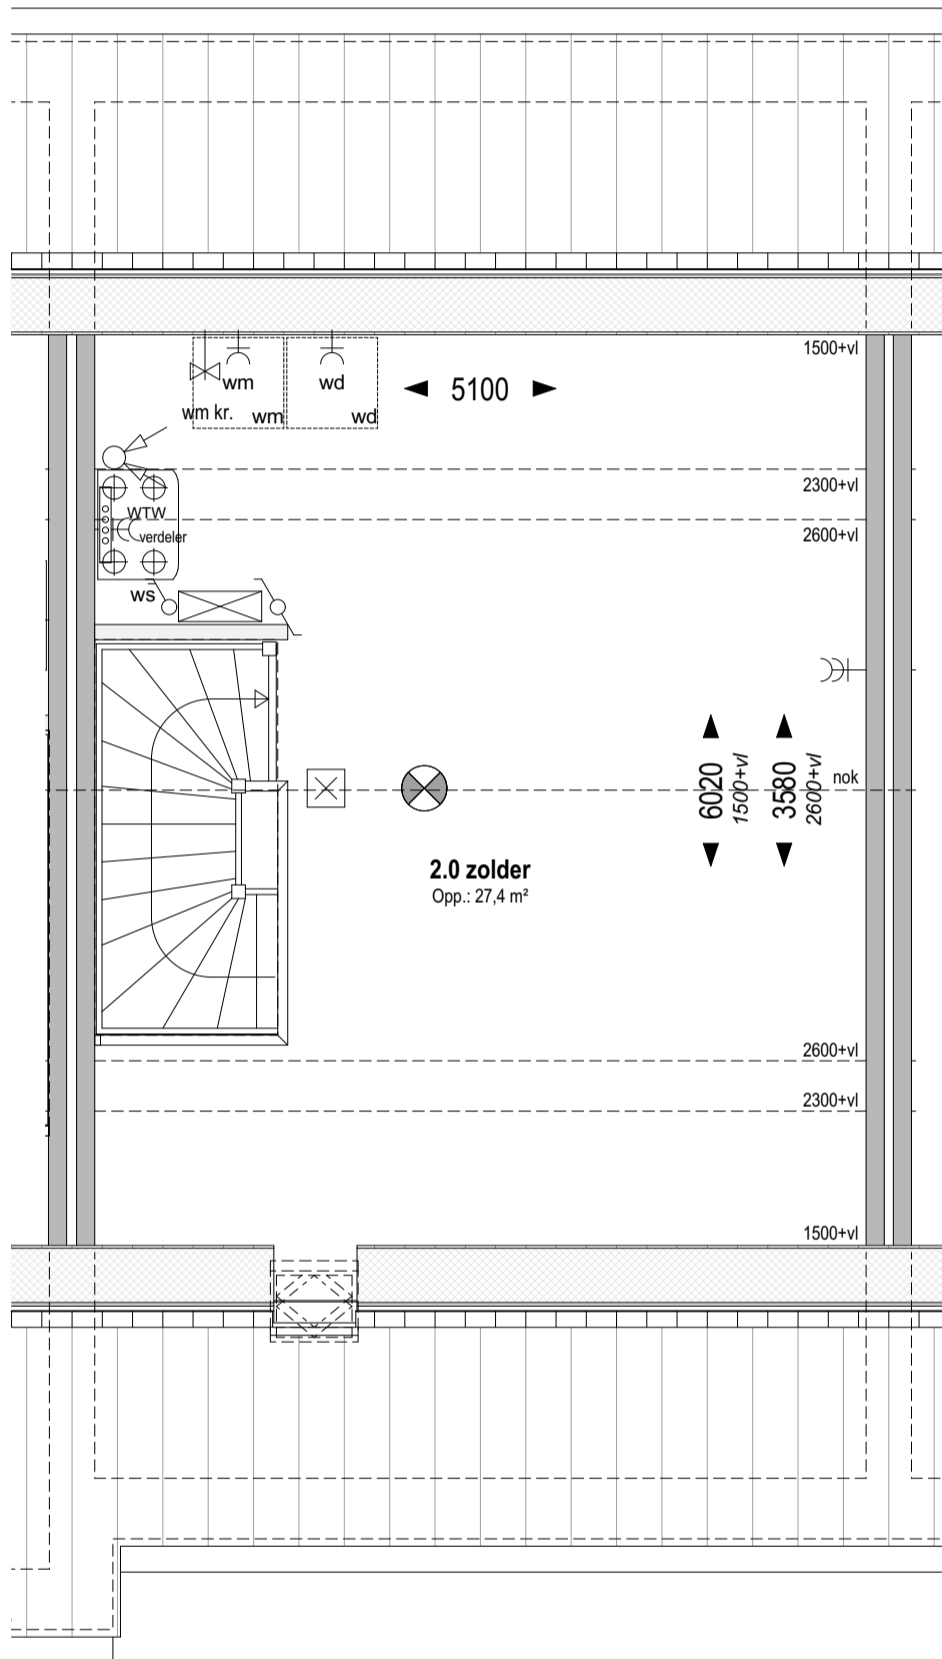 1500+vl
wm
wd
5100
wm kr.
wm
wd
2300+vl
WTW
2600+vl
verdeler
ws
6020
1500+vl
3580
2600+vl
nok
2.0 zolder
Opp.: 27,4 m²
2600+vl
2300+vl
1500+vl